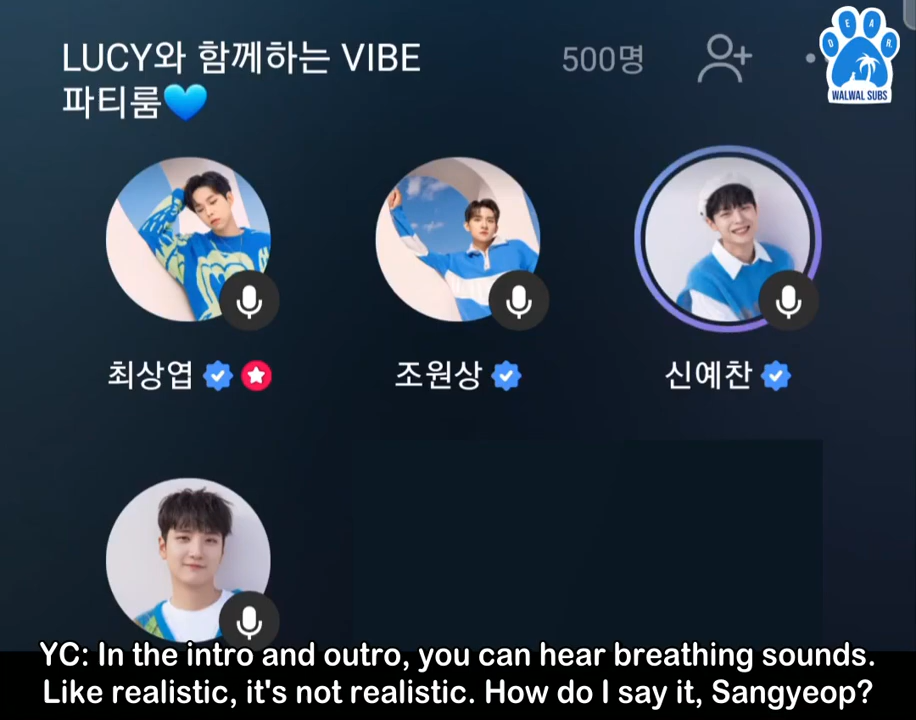 LUCY와 함께하는 VIBE
파티룸💙
500명
DEAR.
WALWAL SUBS
최상엽
조원상
신예찬
YC: In the intro and outro, you can hear breathing sounds.
Like realistic, it's not realistic. How do I say it, Sangyeop?